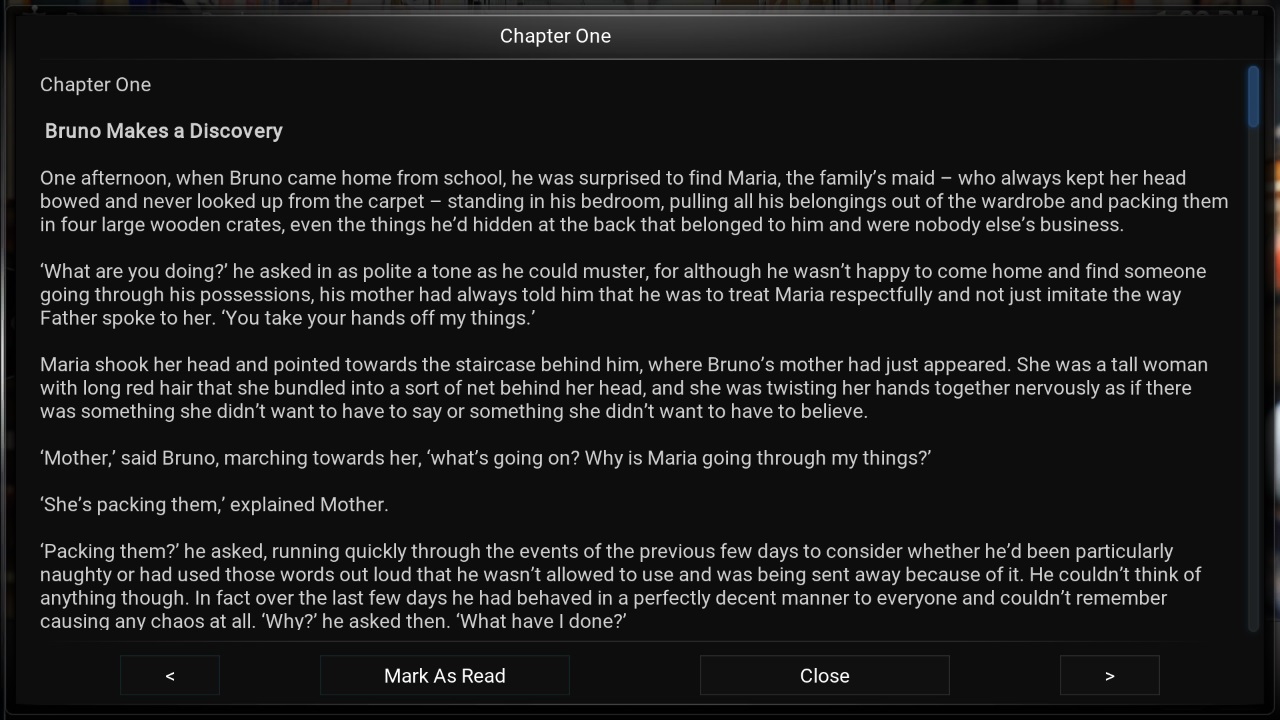 Chapter One
Chapter One
Bruno Makes a Discovery
One afternoon, when Bruno came home from school, he was surprised to find Maria, the family’s maid – who always kept her head
bowed and never looked up from the carpet – standing in his bedroom, pulling all his belongings out of the wardrobe and packing them
in four large wooden crates, even the things he’d hidden at the back that belonged to him and were nobody else’s business.
‘What are you doing?’ he asked in as polite a tone as he could muster, for although he wasn’t happy to come home and find someone
going through his possessions, his mother had always told him that he was to treat Maria respectfully and not just imitate the way
Father spoke to her. ‘You take your hands off my things.’
Maria shook her head and pointed towards the staircase behind him, where Bruno’s mother had just appeared. She was a tall woman
with long red hair that she bundled into a sort of net behind her head, and she was twisting her hands together nervously as if there
was something she didn’t want to have to say or something she didn’t want to have to believe.
‘Mother,’ said Bruno, marching towards her, ‘what’s going on? Why is Maria going through my things?’
‘She’s packing them,’ explained Mother.
‘Packing them?’ he asked, running quickly through the events of the previous few days to consider whether he’d been particularly
naughty or had used those words out loud that he wasn’t allowed to use and was being sent away because of it. He couldn’t think of
anything though. In fact over the last few days he had behaved in a perfectly decent manner to everyone and couldn’t remember
causing any chaos at all. ‘Why?’ he asked then. ‘What have I done?’
< Mark As Read Close >